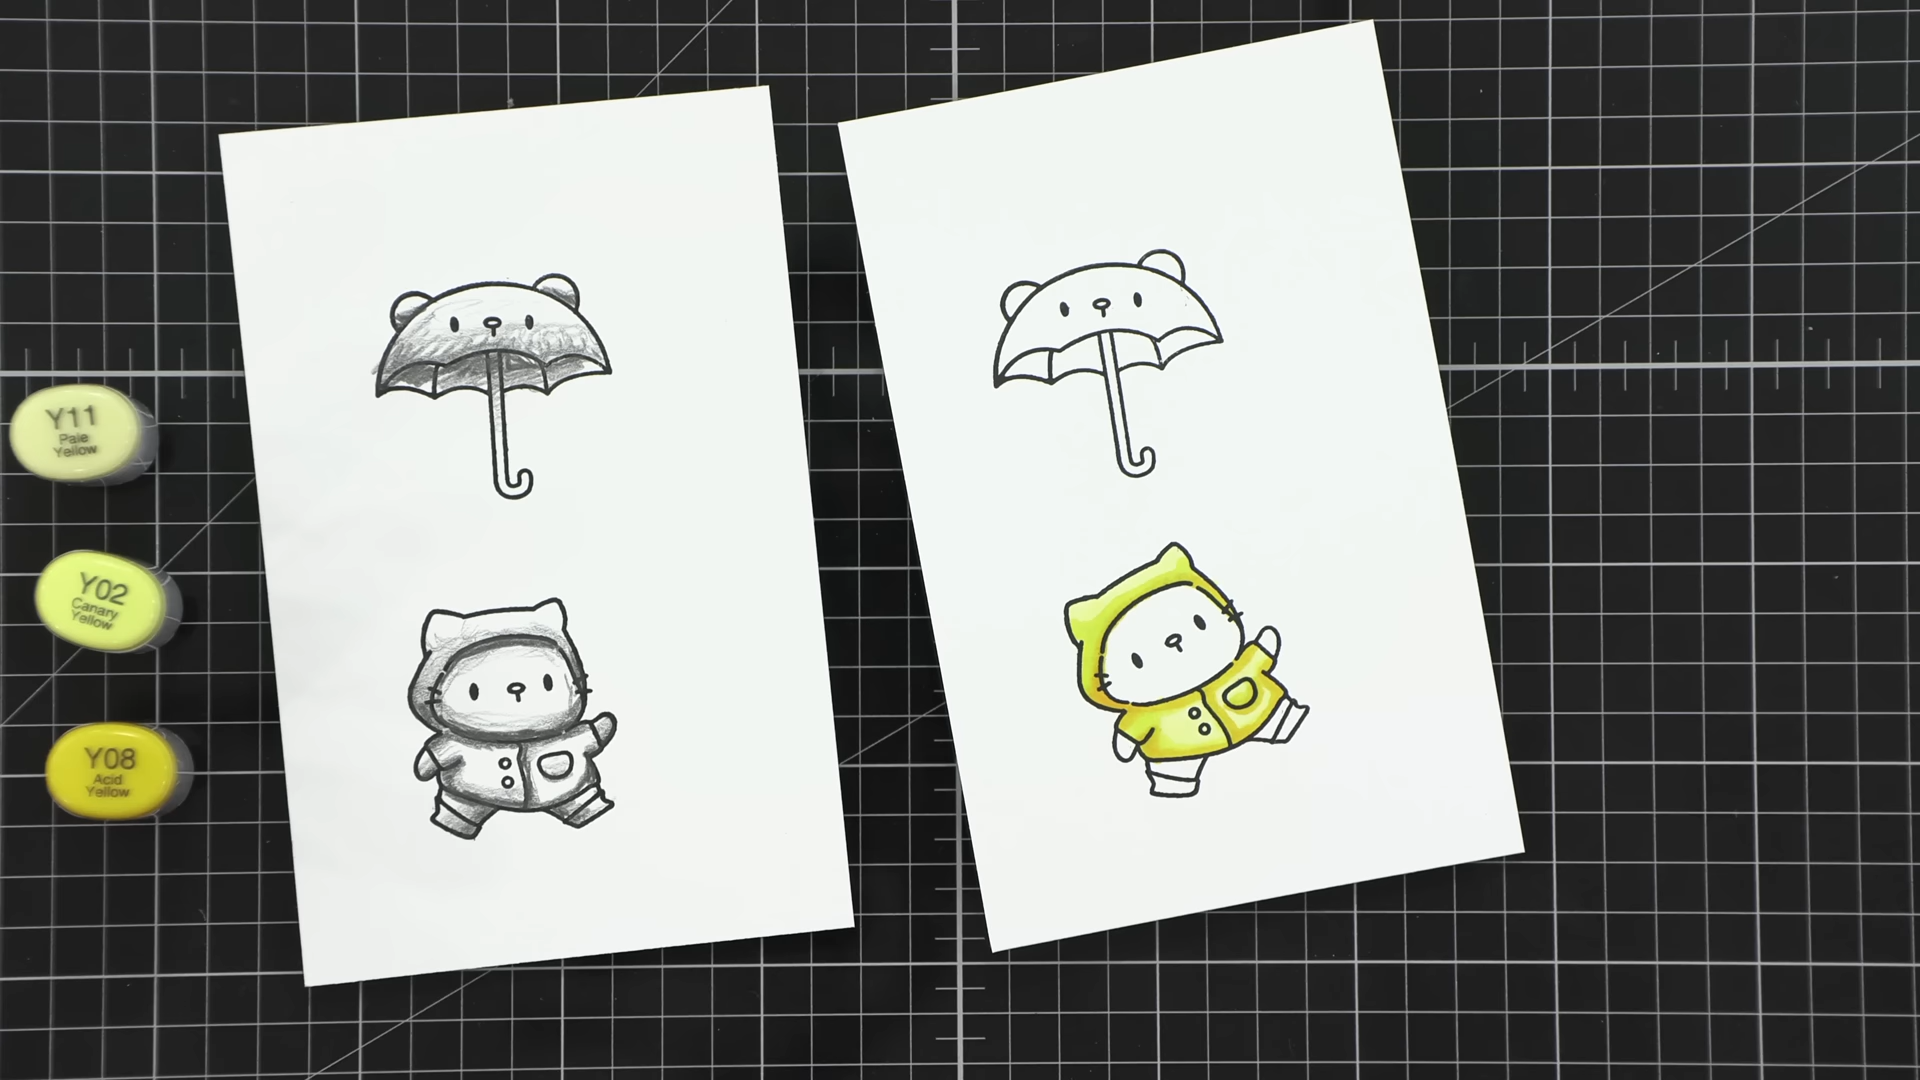 Y11
Pale
Yellow
Y02
Canary
Yellow
Y08
Acid
Yellow